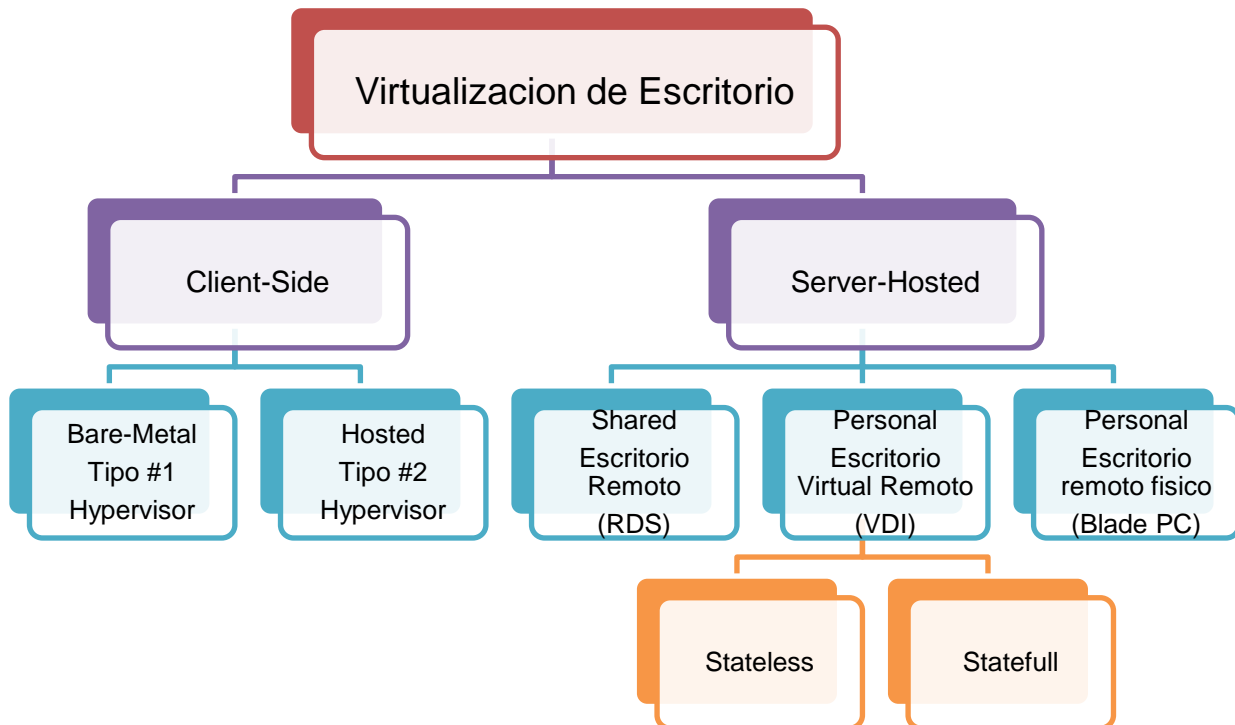 Virtualizacion de Escritorio
Client-Side
Server-Hosted
Bare-Metal
Tipo #1
Hypervisor
Hosted
Tipo #2
Hypervisor
Shared
Escritorio
Remoto
(RDS)
Personal
Escritorio
Virtual Remoto
(VDI)
Personal
Escritorio
remoto fisico
(Blade PC)
Stateless
Statefull